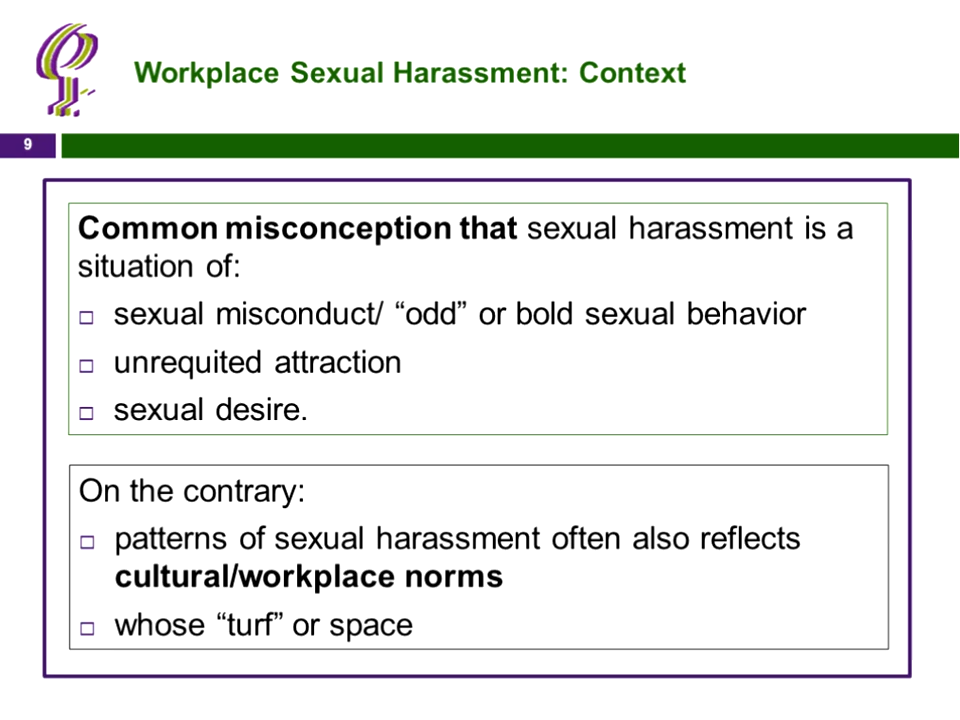 Workplace Sexual Harassment: Context
9
Common misconception that sexual harassment is a
situation of:
sexual misconduct/ “odd” or bold sexual behavior
unrequited attraction
sexual desire.
On the contrary:
patterns of sexual harassment often also reflects
cultural/workplace norms
whose “turf” or space